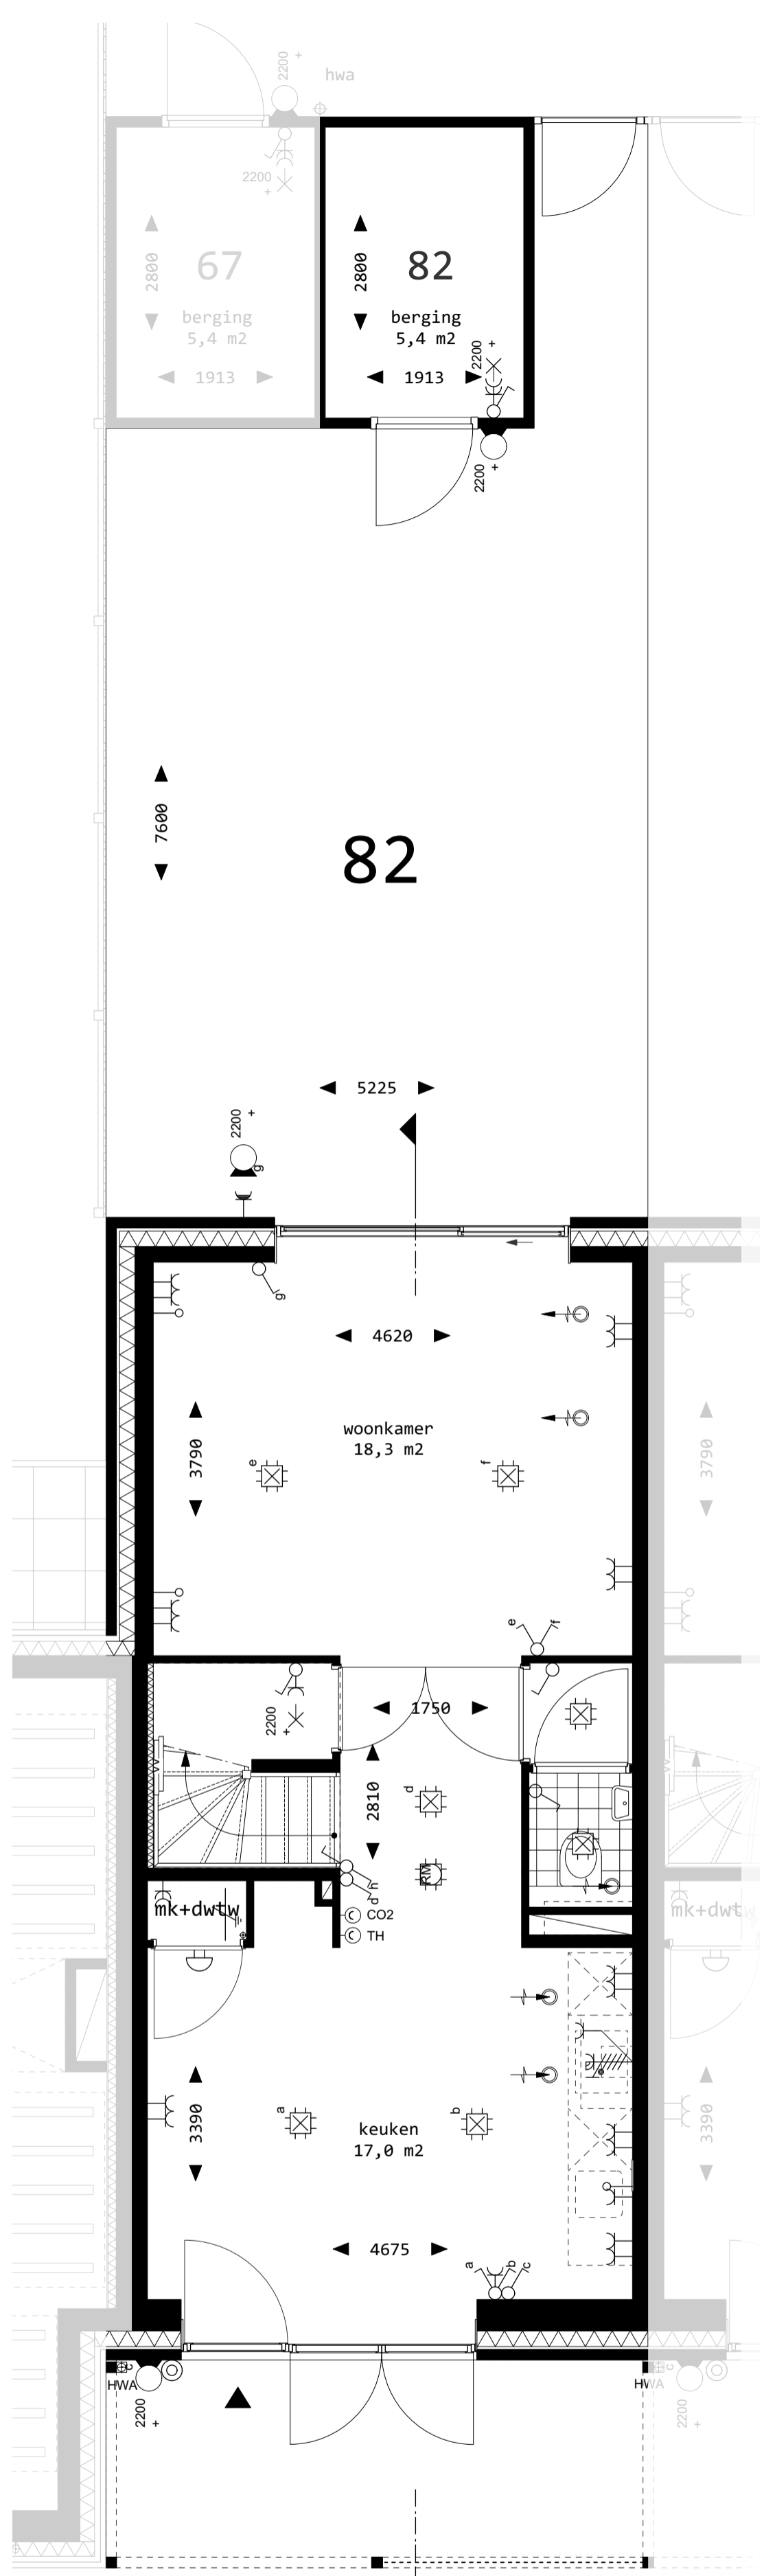 2200 +
hwa
2200 +
67
berging
5,4 m2
2800
1913
82
berging
5,4 m2
2800
1913
2200 +
2200 +
7600
82
5225
2200 +
g
g
4620
woonkamer
18,3 m2
3790
3790
e
f
e
f
2200 +
1750
2810
d
RM
d
h
CO2
TH
mk+dwtw
mk+dwtw
a
b
keuken
17,0 m2
3390
3390
4675
a
b
c
c
HWA
2200 +
HWA
c
2200 +